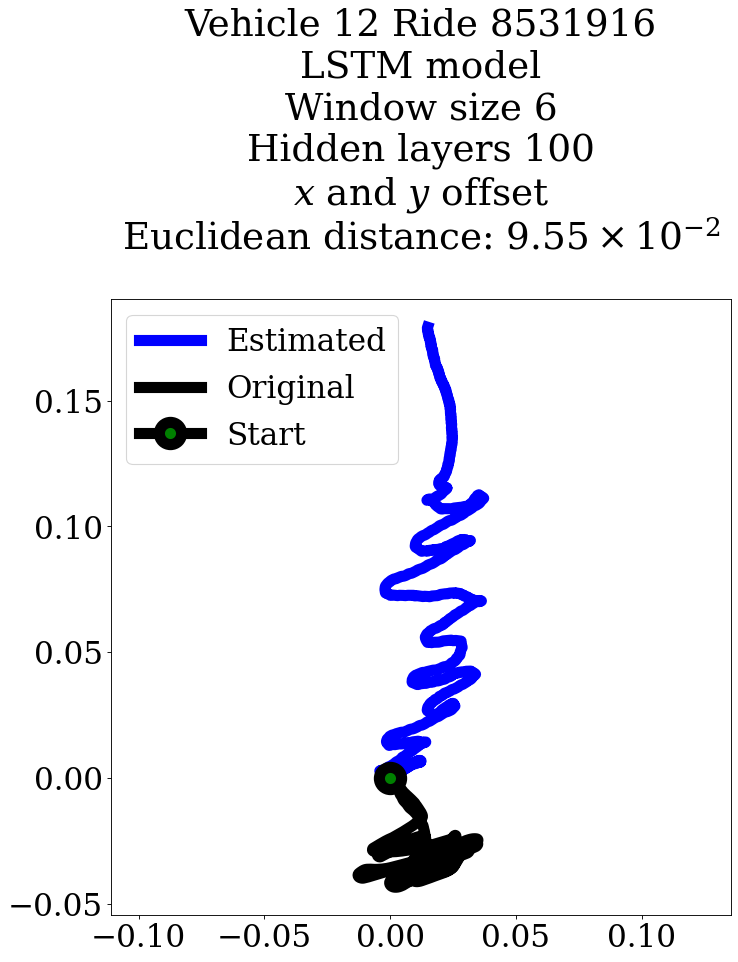 Vehicle 12 Ride 8531916
LSTM model
Window size 6
Hidden layers 100
x and y offset
Euclidean distance: 9.55 × 10⁻²
Estimated
Original
Start
0.15
0.10
0.05
0.00
−0.05
−0.10 −0.05 0.00 0.05 0.10